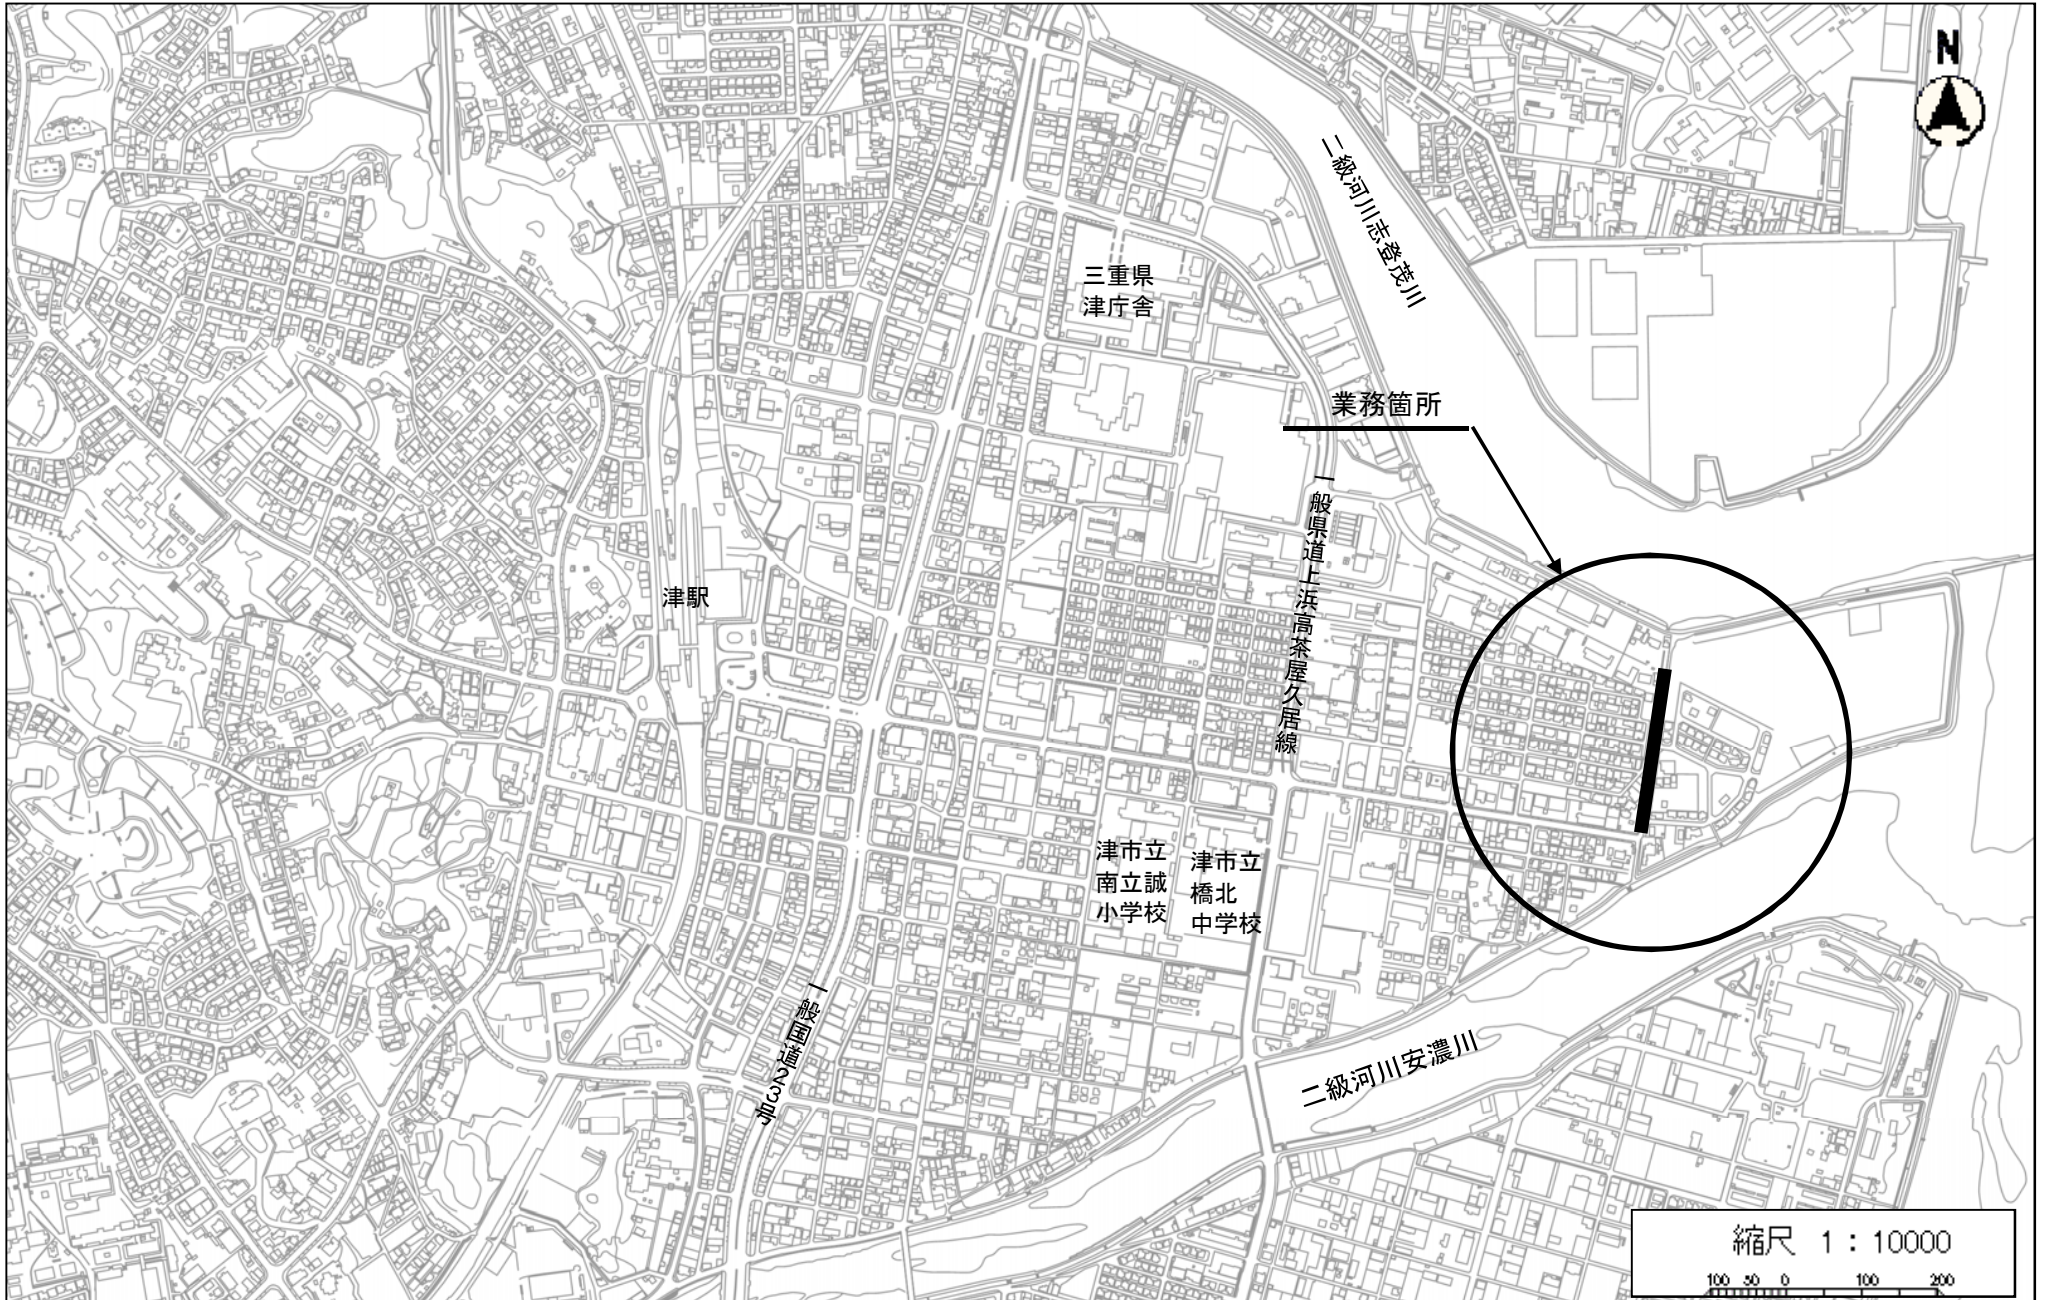 N
二級河川志登茂川
三重県
津庁舎
業務箇所
一般県道上浜高茶屋久居線
津駅
津市立
南立誠
小学校
津市立
橋北
中学校
一般国道23号
二級河川安濃川
縮尺 1：10000
100 50 0 100 200